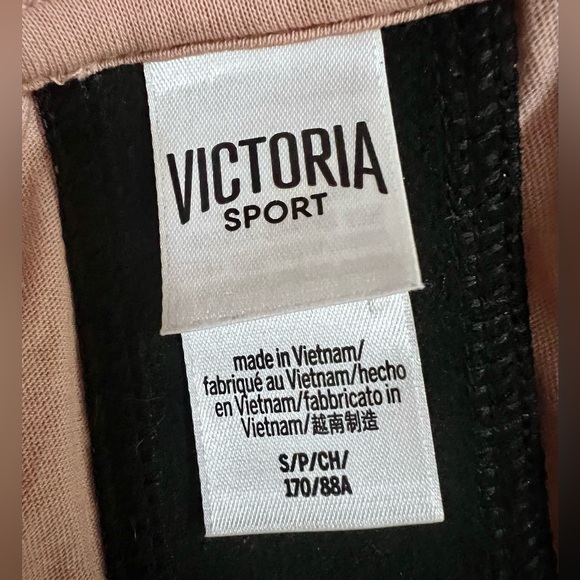 VICTORIA
SPORT
made in Vietnam/
fabriqué au Vietnam/hecho
en Vietnam/fabbricato in
Vietnam/越南制造
S/P/CH/
170/88A